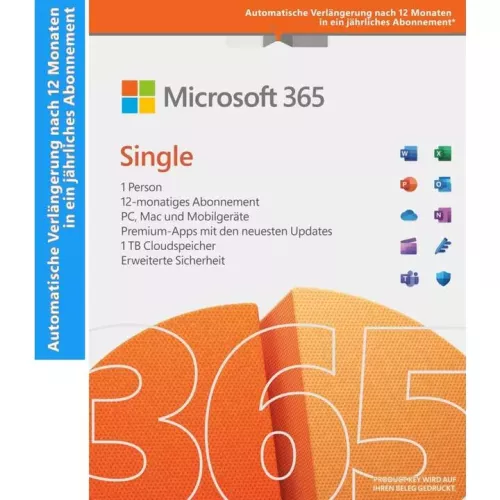 Automatische Verlängerung nach 12 Monaten
in ein jährliches Abonnement
Automatische Verlängerung nach 12 Monaten
in ein jährliches Abonnement*
Microsoft 365
Single
1 Person
12-monatiges Abonnement
PC, Mac und Mobilgeräte
Premium-Apps mit den neuesten Updates
1 TB Cloudspeicher
Erweiterte Sicherheit
W
X
P
O
N
T
365
PRODUCT KEY WIRD AUF
IHREN BELEG GEDRUCKT.